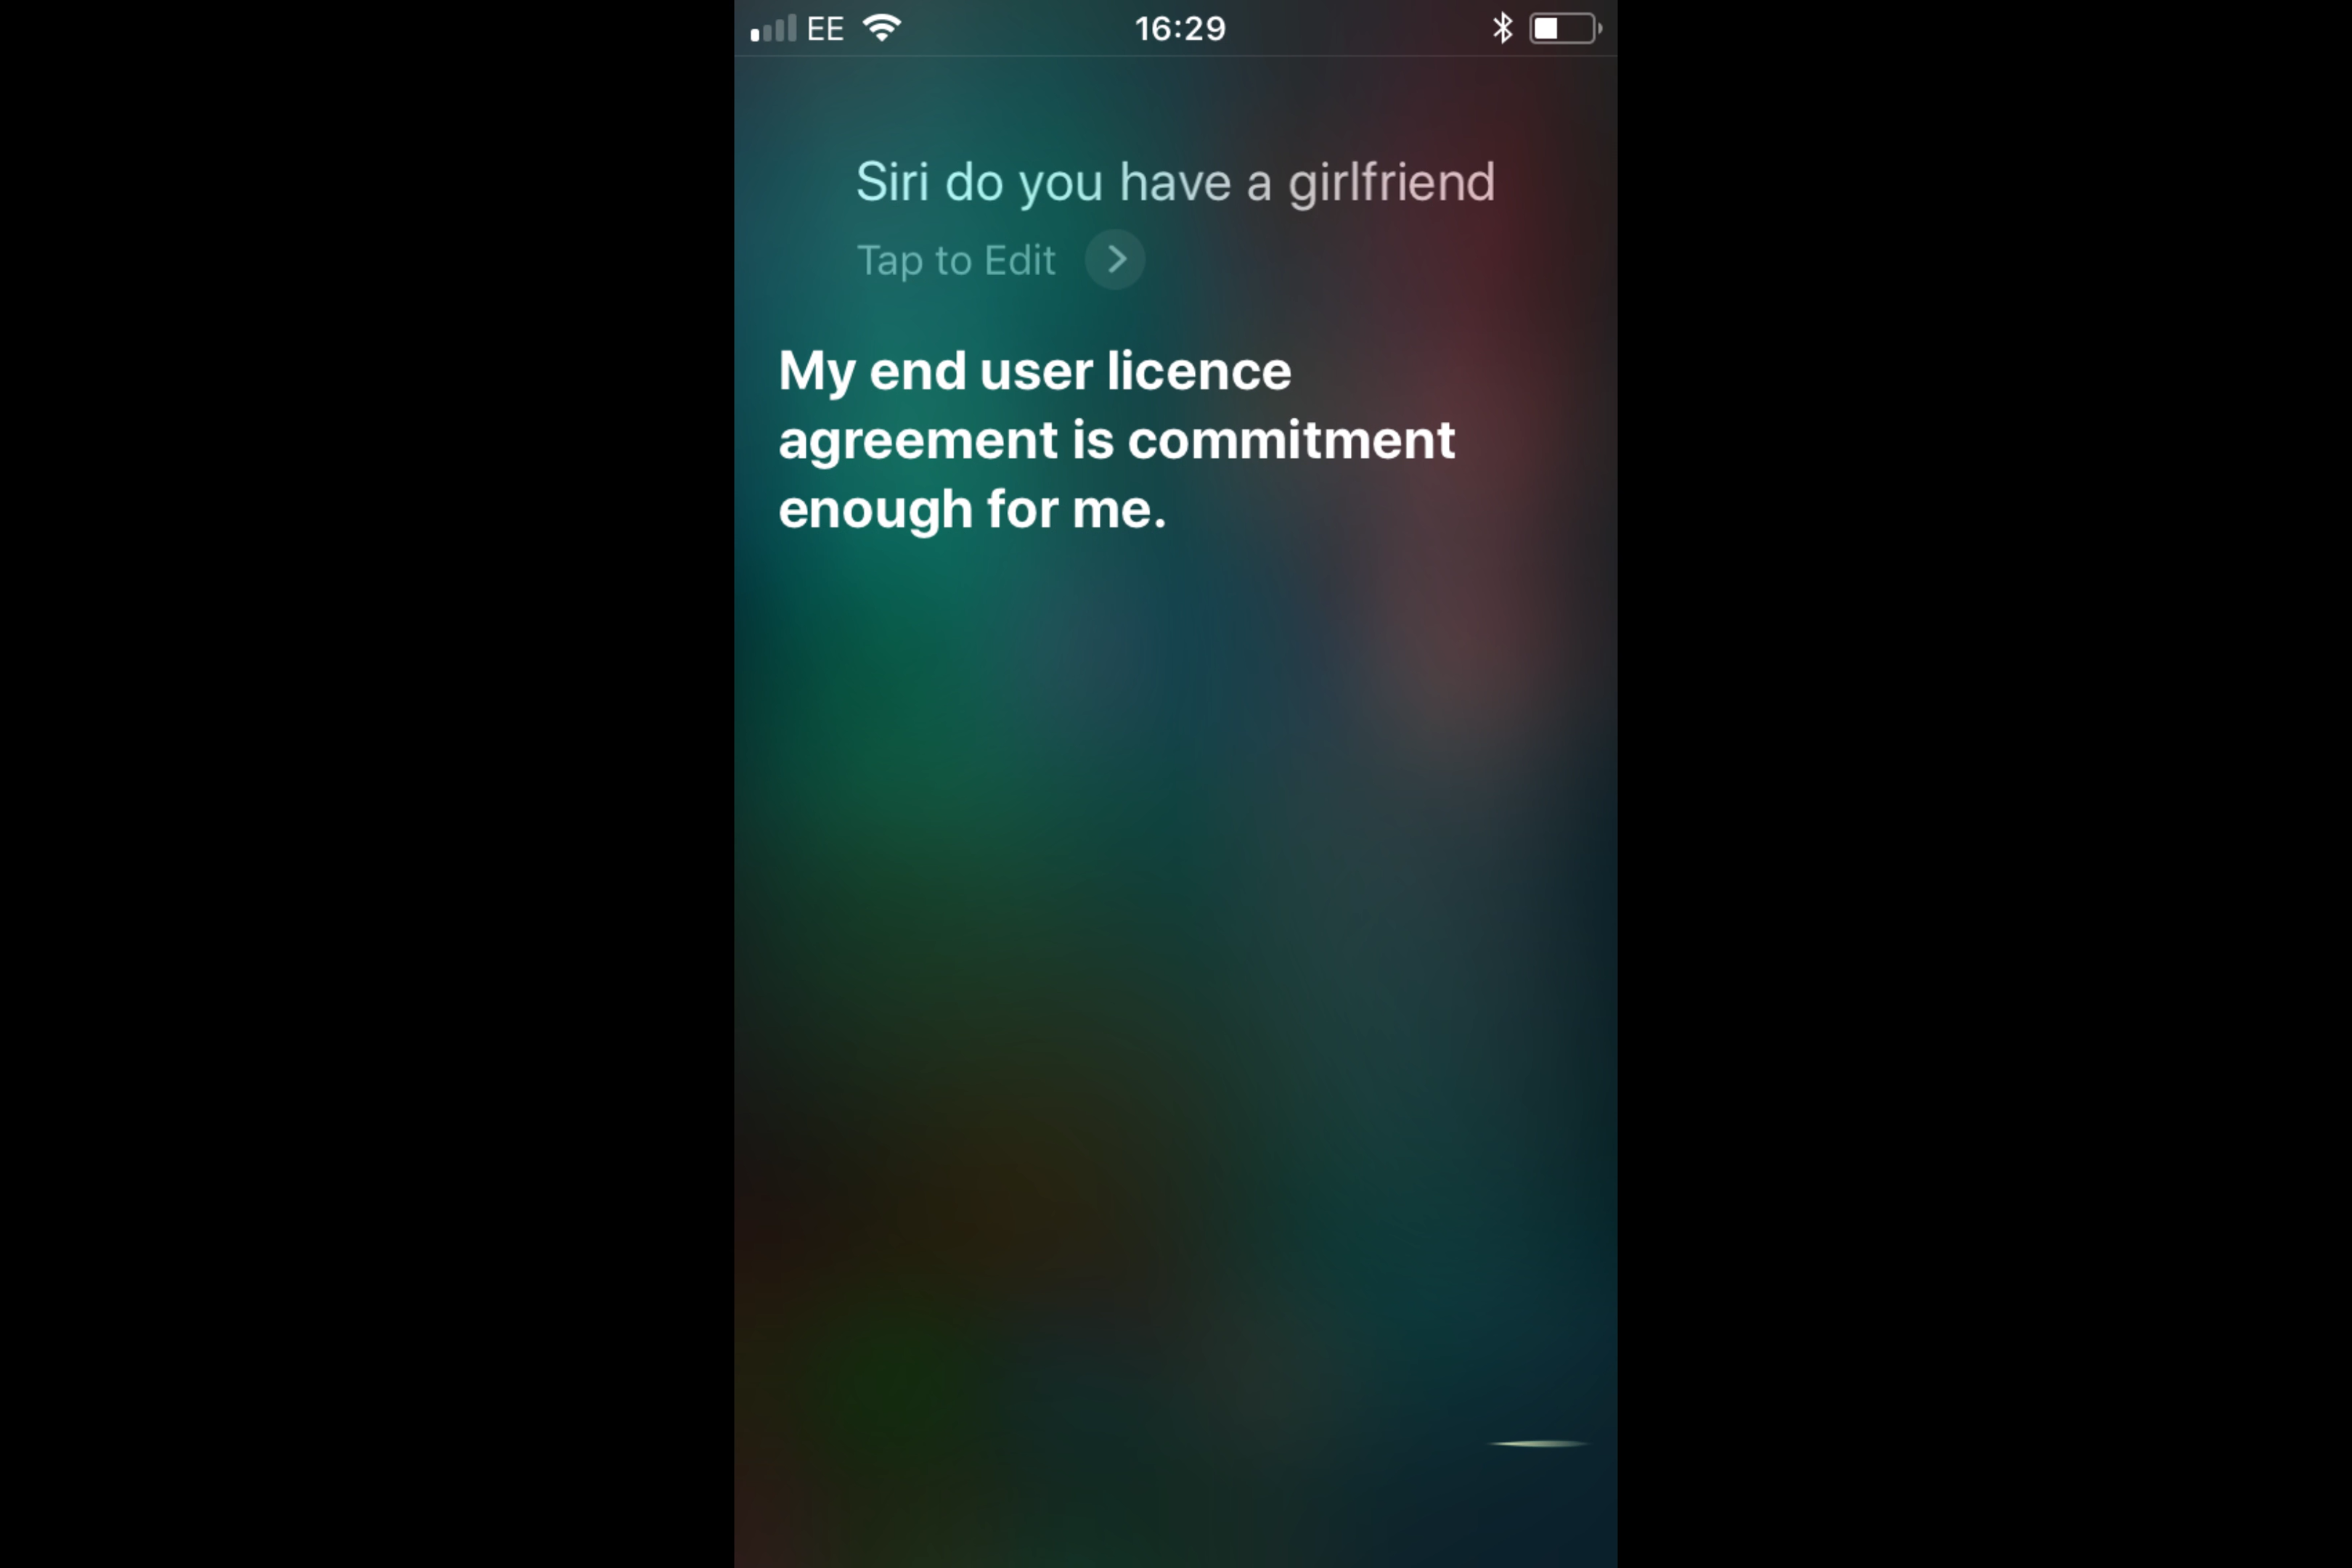 EE 16:29
Siri do you have a girlfriend
Tap to Edit
My end user licence
agreement is commitment
enough for me.